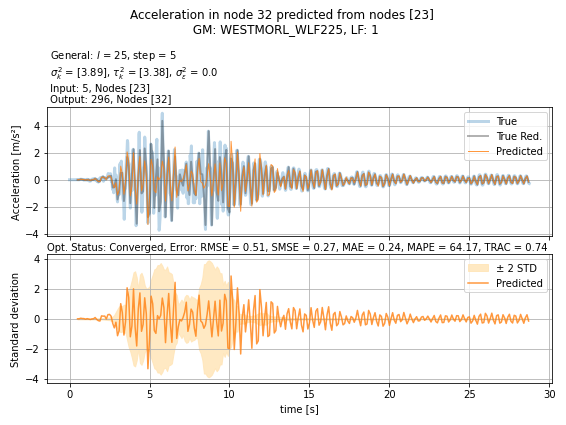 Acceleration in node 32 predicted from nodes [23]
GM: WESTMORL_WLF225, LF: 1
General: l = 25, step = 5
σ²ₖ = [3.89], τ²ₖ = [3.38], σ²ε = 0.0
Input: 5, Nodes [23]
Output: 296, Nodes [32]
Acceleration [m/s²]
4
2
0
−2
−4
True
True Red.
Predicted
Opt. Status: Converged, Error: RMSE = 0.51, SMSE = 0.27, MAE = 0.24, MAPE = 64.17, TRAC = 0.74
Standard deviation
4
2
0
−2
−4
± 2 STD
Predicted
0 5 10 15 20 25 30
time [s]